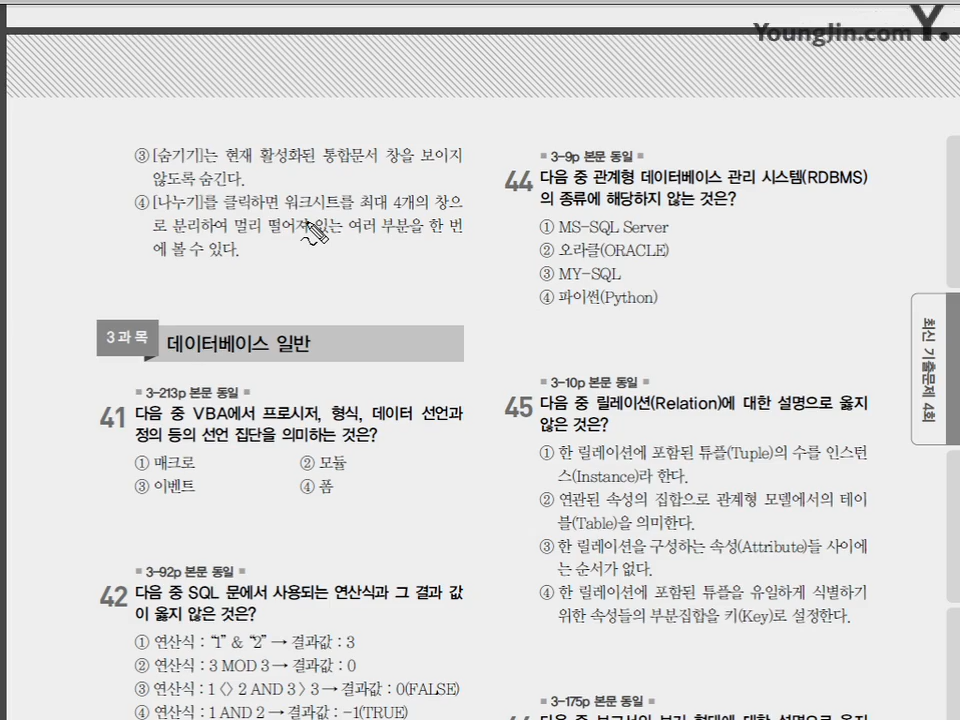 YoungJin.com Y.
③ [숨기기]는 현재 활성화된 통합문서 창을 보이지
않도록 숨긴다.
④ [나누기]를 클릭하면 워크시트를 최대 4개의 창으
로 분리하여 멀리 떨어져 있는 여러 부분을 한 번
에 볼 수 있다.
3과목 데이터베이스 일반
■ 3-213p 본문 동일 ■
41 다음 중 VBA에서 프로시저, 형식, 데이터 선언과
정의 등의 선언 집단을 의미하는 것은?
① 매크로 ② 모듈
③ 이벤트 ④ 폼
■ 3-92p 본문 동일 ■
42 다음 중 SQL 문에서 사용되는 연산식과 그 결과 값
이 옳지 않은 것은?
① 연산식 : “1” & “2” → 결과값 : 3
② 연산식 : 3 MOD 3 → 결과값 : 0
③ 연산식 : 1 〈〉 2 AND 3 〉 3 → 결과값 : 0(FALSE)
④ 연산식 : 1 AND 2 → 결과값 : -1(TRUE)
■ 3-9p 본문 동일 ■
44 다음 중 관계형 데이터베이스 관리 시스템(RDBMS)
의 종류에 해당하지 않는 것은?
① MS-SQL Server
② 오라클(ORACLE)
③ MY-SQL
④ 파이썬(Python)
■ 3-10p 본문 동일 ■
45 다음 중 릴레이션(Relation)에 대한 설명으로 옳지
않은 것은?
① 한 릴레이션에 포함된 튜플(Tuple)의 수를 인스턴
스(Instance)라 한다.
② 연관된 속성의 집합으로 관계형 모델에서의 테이
블(Table)을 의미한다.
③ 한 릴레이션을 구성하는 속성(Attribute)들 사이에
는 순서가 없다.
④ 한 릴레이션에 포함된 튜플을 유일하게 식별하기
위한 속성들의 부분집합을 키(Key)로 설정한다.
■ 3-175p 본문 동일 ■
최신 기출문제 4회